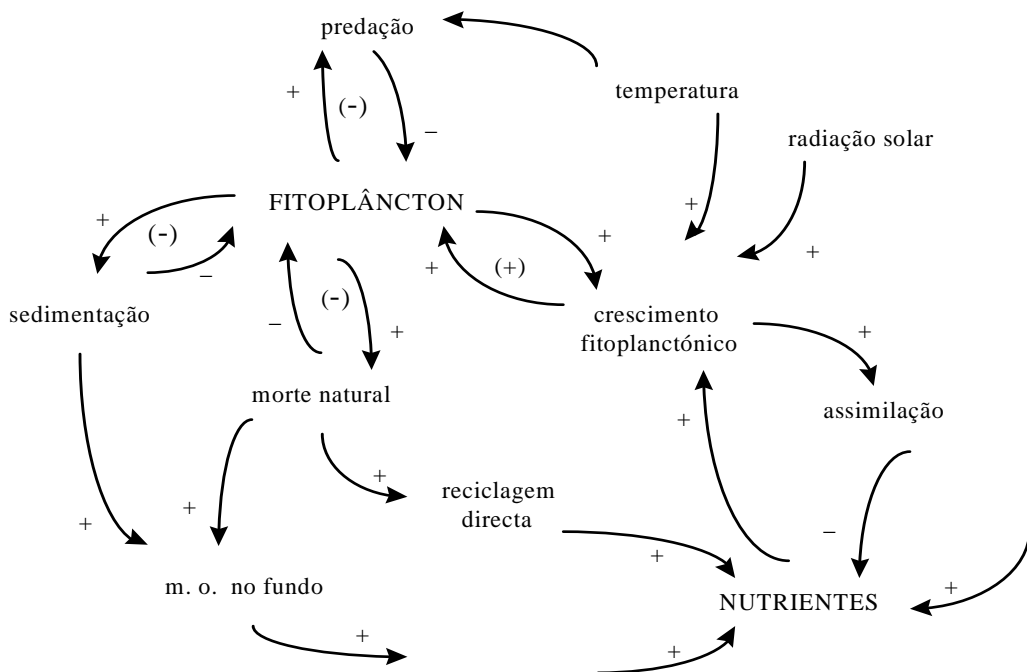 predação
+
(-)
–
temperatura
radiação solar
FITOPLÂNCTON
+
(-)
–
+
+
(+)
+
+
sedimentação
–
(-)
+
crescimento
fitoplanctónico
+
morte natural
assimilação
+
+
reciclagem
directa
+
+
–
+
m. o. no fundo
+
NUTRIENTES
+
+